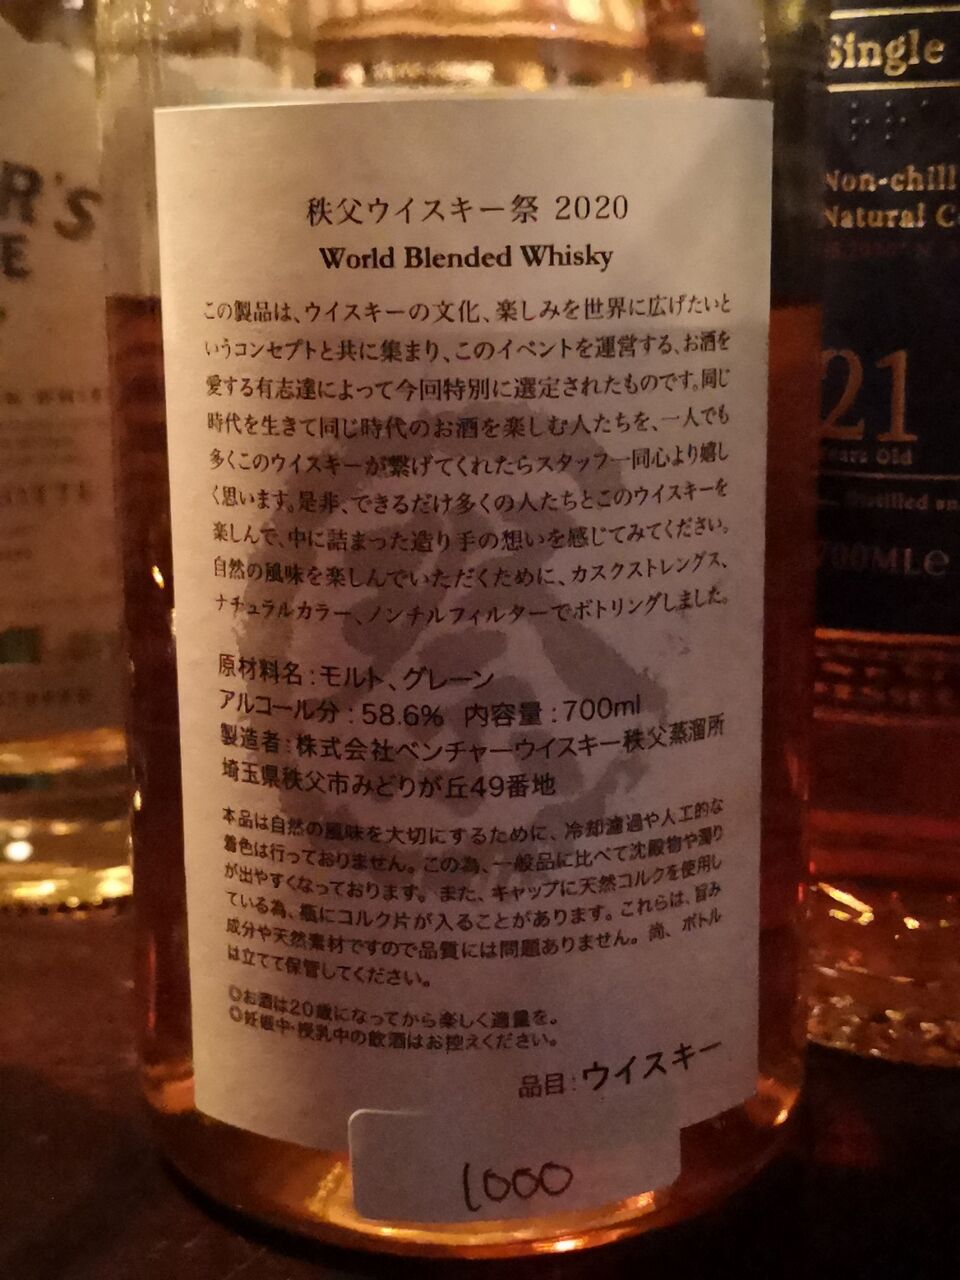 秩父ウイスキー祭 2020
World Blended Whisky
この製品は、ウイスキーの文化、楽しみを世界に広げたいと
いうコンセプトと共に集まり、このイベントを運営する、お酒を
愛する有志達によって今回特別に選定されたものです。同じ
時代を生きて同じ時代のお酒を楽しむ人たちを、一人でも
多くこのウイスキーが繋げてくれたらスタッフ一同心より嬉し
く思います。是非、できるだけ多くの人たちとこのウイスキーを
楽しんで、中に詰まった造り手の想いを感じてみてください。
自然の風味を楽しんでいただくために、カスクストレングス、
ナチュラルカラー、ノンチルフィルターでボトリングしました。
原材料名：モルト、グレーン
アルコール分：58.6% 内容量：700ml
製造者：株式会社ベンチャーウイスキー秩父蒸溜所
埼玉県秩父市みどりが丘49番地
本品は自然の風味を大切にするために、冷却濾過や人工的な
着色は行っておりません。この為、一般品に比べて沈殿物や濁り
が出やすくなっております。また、キャップに天然コルクを使用し
ている為、瓶にコルク片が入ることがあります。これらは、旨み
成分や天然素材ですので品質には問題ありません。尚、ボトル
は立てて保管してください。
◎お酒は20歳になってから楽しく適量を。
◎妊娠中・授乳中の飲酒はお控えください。
品目：ウイスキー
1000
R'S
E
Single
Non-chill
Natural C
21
Years Old
Distilled an
700MLe